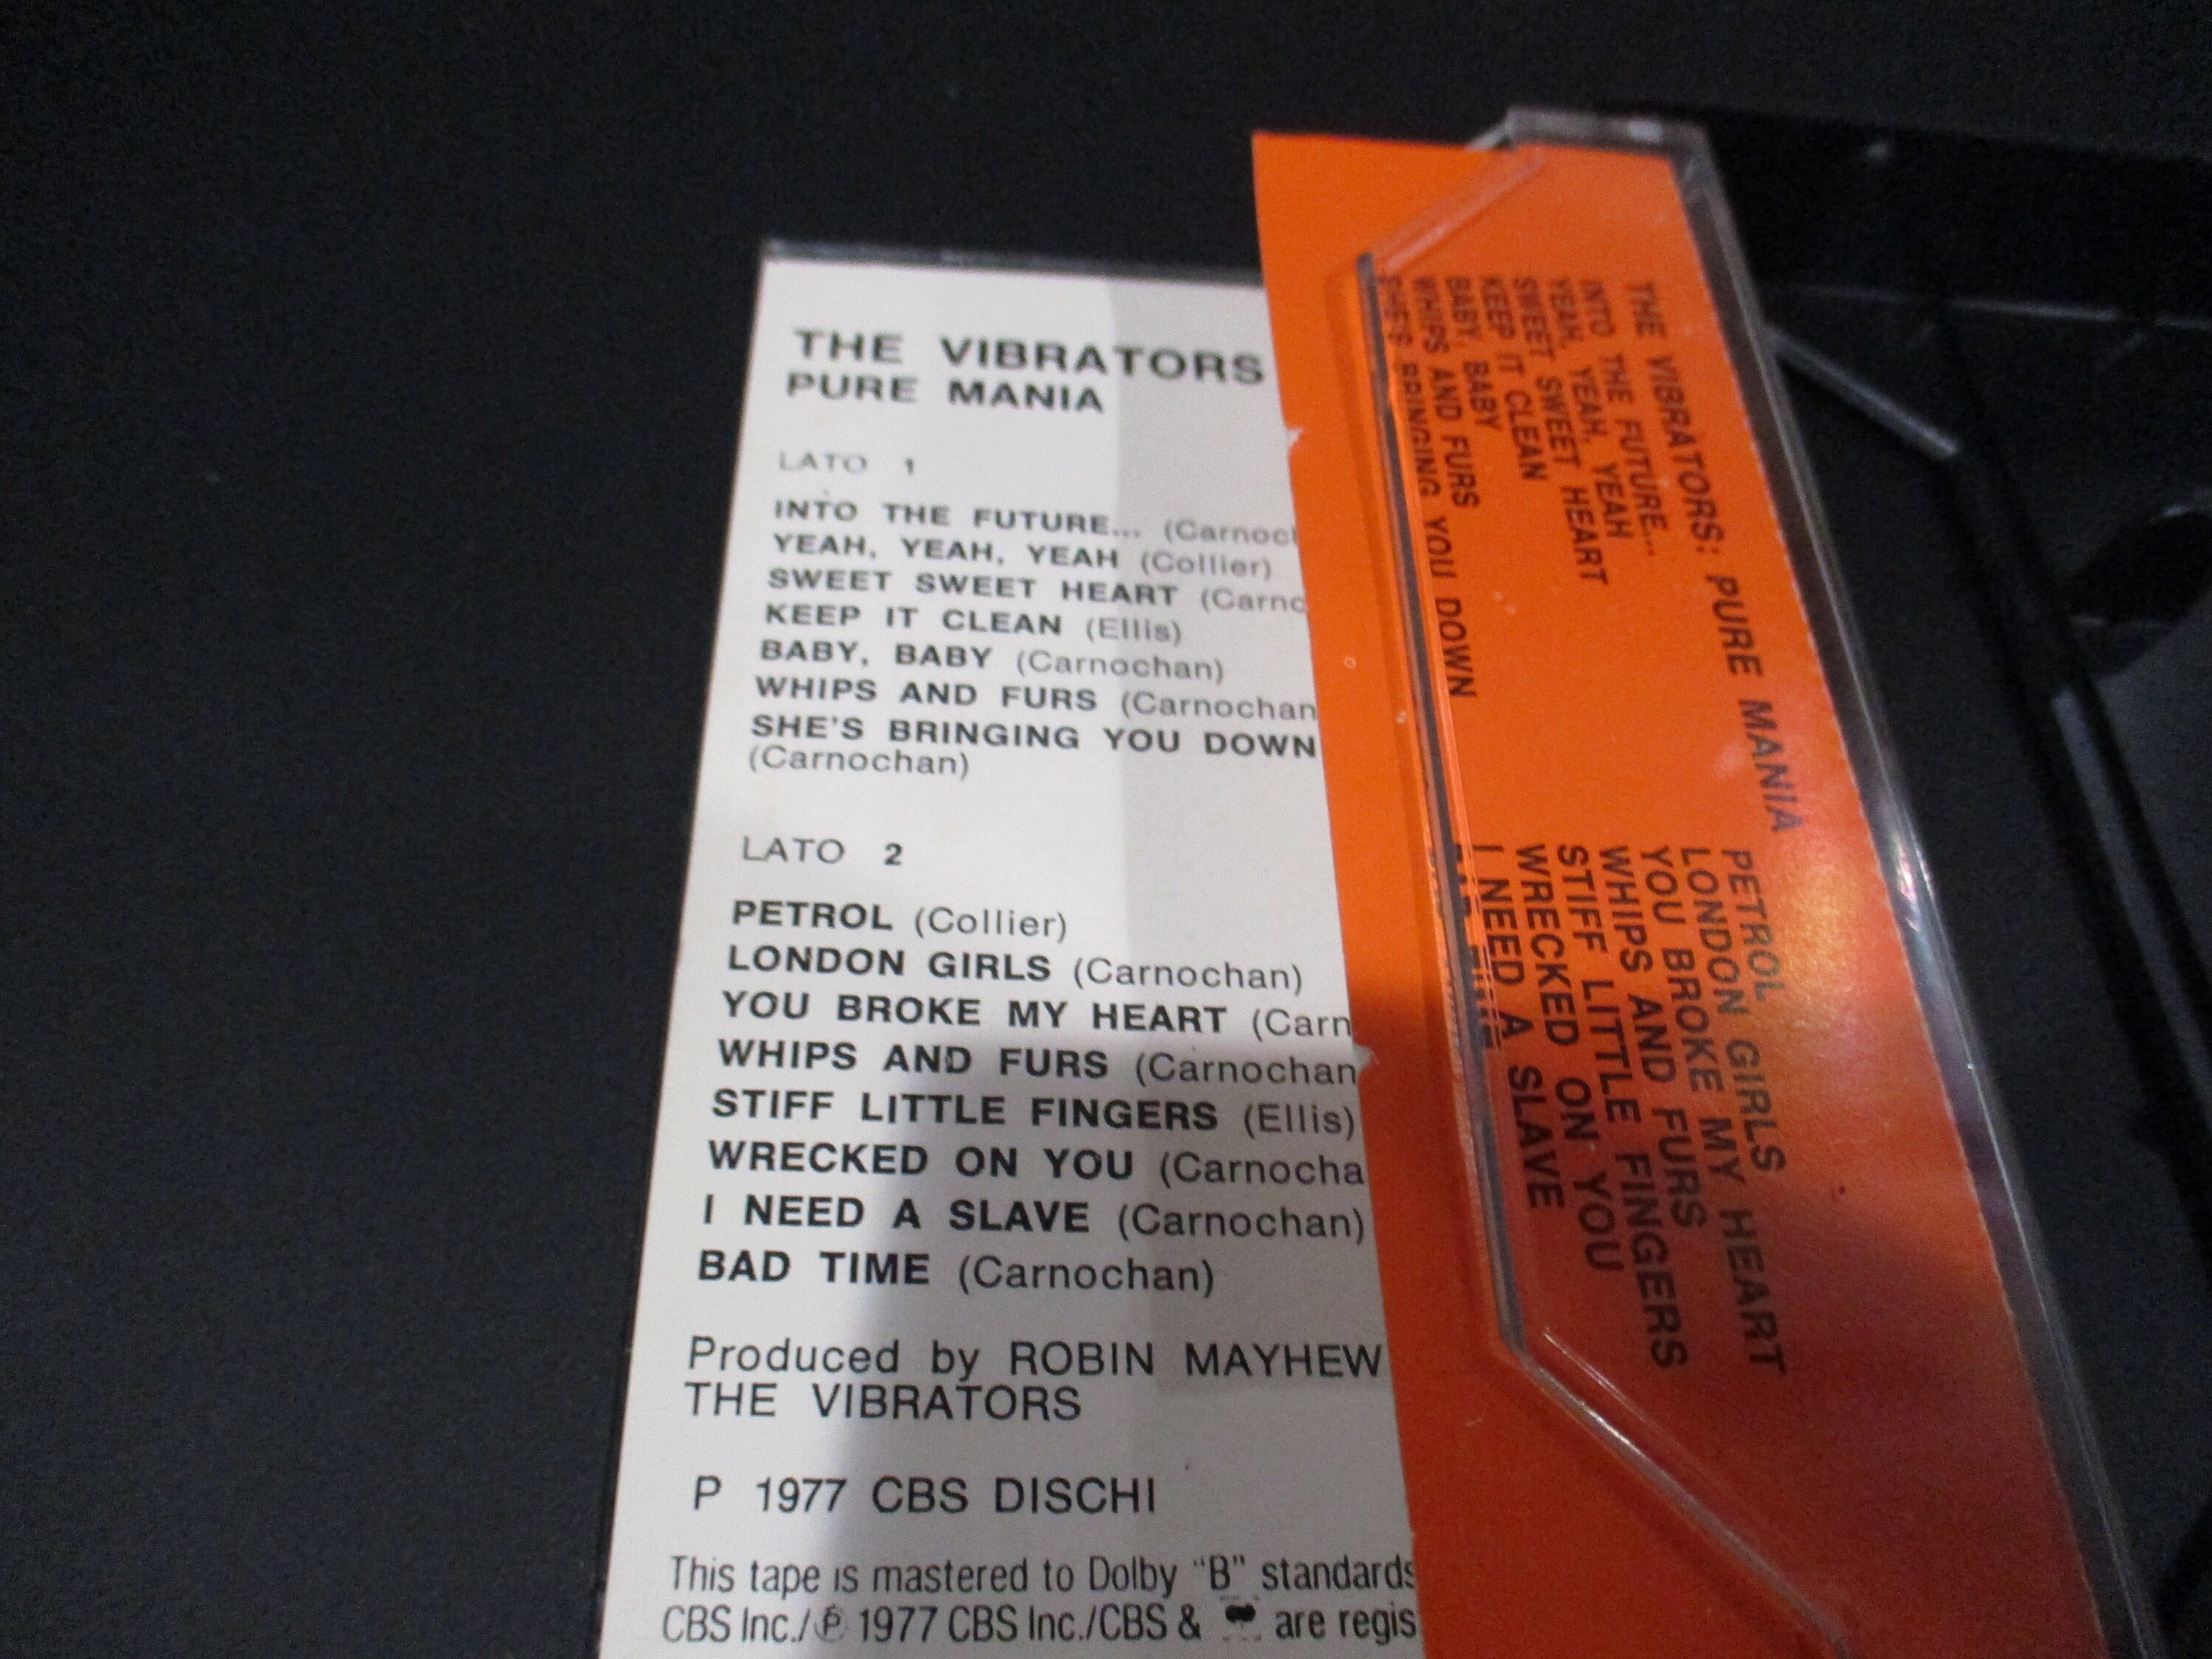 THE VIBRATORS
PURE MANIA
LATO 1
INTO THE FUTURE... (Carnoc
YEAH, YEAH, YEAH (Collier)
SWEET SWEET HEART (Carnc
KEEP IT CLEAN (Ellis)
BABY, BABY (Carnochan)
WHIPS AND FURS (Carnochan
SHE'S BRINGING YOU DOWN
(Carnochan)
LATO 2
PETROL (Collier)
LONDON GIRLS (Carnochan)
YOU BROKE MY HEART (Carn
WHIPS AND FURS (Carnochan
STIFF LITTLE FINGERS (Ellis)
WRECKED ON YOU (Carnocha
I NEED A SLAVE (Carnochan)
BAD TIME (Carnochan)
Produced by ROBIN MAYHEW
THE VIBRATORS
P 1977 CBS DISCHI
This tape is mastered to Dolby "B" standards
CBS Inc./℗ 1977 CBS Inc./CBS & are regis
THE VIBRATORS: PURE MANIA
INTO THE FUTURE...
YEAH, YEAH, YEAH
SWEET SWEET HEART
KEEP IT CLEAN
BABY, BABY
WHIPS AND FURS
SHE'S BRINGING YOU DOWN
PETROL
LONDON GIRLS
YOU BROKE MY HEART
WHIPS AND FURS
STIFF LITTLE FINGERS
WRECKED ON YOU
I NEED A SLAVE
BAD TIME